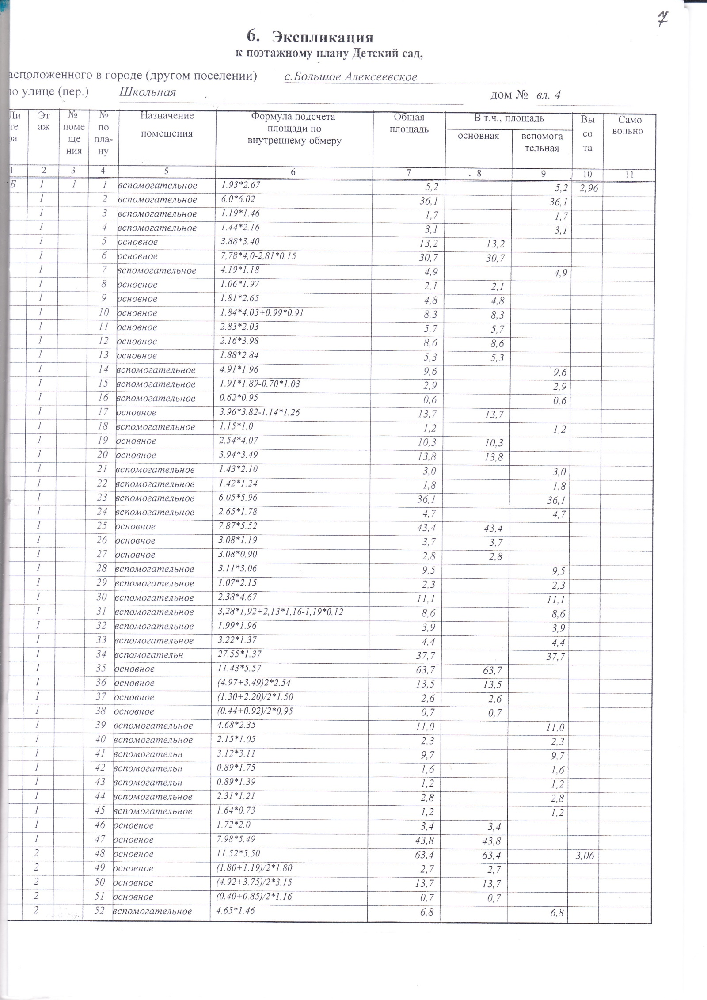 7
6. Экспликация
к поэтажному плану Детский сад,
асположенного в городе (другом поселении) с.Большое Алексеевское
о улице (пер.) Школьная дом № вл. 4
Ли те ра Эт аж № поме ще ния № по пла- ну Назначение помещения Формула подсчета площади по внутреннему обмеру Общая площадь В т.ч., площадь основная вспомога тельная Вы со та Само вольно
1 2 3 4 5 6 7 8 9 10 11
Б 1 1 1 вспомогательное 1.93*2.67 5,2 5,2 2,96
1 2 вспомогательное 6.0*6.02 36,1 36,1
1 3 вспомогательное 1.19*1.46 1,7 1,7
1 4 вспомогательное 1.44*2.16 3,1 3,1
1 5 основное 3.88*3.40 13,2 13,2
1 6 основное 7,78*4,0-2,81*0,15 30,7 30,7
1 7 вспомогательное 4.19*1.18 4,9 4,9
1 8 основное 1.06*1.97 2,1 2,1
1 9 основное 1.81*2.65 4,8 4,8
1 10 основное 1.84*4.03+0.99*0.91 8,3 8,3
1 11 основное 2.83*2.03 5,7 5,7
1 12 основное 2.16*3.98 8,6 8,6
1 13 основное 1.88*2.84 5,3 5,3
1 14 вспомогательное 4.91*1.96 9,6 9,6
1 15 вспомогательное 1.91*1.89-0.70*1.03 2,9 2,9
1 16 вспомогательное 0.62*0.95 0,6 0,6
1 17 основное 3.96*3.82-1.14*1.26 13,7 13,7
1 18 вспомогательное 1.15*1.0 1,2 1,2
1 19 основное 2.54*4.07 10,3 10,3
1 20 основное 3.94*3.49 13,8 13,8
1 21 вспомогательное 1.43*2.10 3,0 3,0
1 22 вспомогательное 1.42*1.24 1,8 1,8
1 23 вспомогательное 6.05*5.96 36,1 36,1
1 24 вспомогательное 2.65*1.78 4,7 4,7
1 25 основное 7.87*5.52 43,4 43,4
1 26 основное 3.08*1.19 3,7 3,7
1 27 основное 3.08*0.90 2,8 2,8
1 28 вспомогательное 3.11*3.06 9,5 9,5
1 29 вспомогательное 1.07*2.15 2,3 2,3
1 30 вспомогательное 2.38*4.67 11,1 11,1
1 31 вспомогательное 3,28*1,92+2,13*1,16-1,19*0,12 8,6 8,6
1 32 вспомогательное 1.99*1.96 3,9 3,9
1 33 вспомогательное 3.22*1.37 4,4 4,4
1 34 вспомогательн 27.55*1.37 37,7 37,7
1 35 основное 11.43*5.57 63,7 63,7
1 36 основное (4.97+3.49)2*2.54 13,5 13,5
1 37 основное (1.30+2.20)/2*1.50 2,6 2,6
1 38 основное (0.44+0.92)/2*0.95 0,7 0,7
1 39 вспомогательное 4.68*2.35 11,0 11,0
1 40 вспомогательное 2.15*1.05 2,3 2,3
1 41 вспомогательн 3.12*3.11 9,7 9,7
1 42 вспомогательн 0.89*1.75 1,6 1,6
1 43 вспомогательн 0.89*1.39 1,2 1,2
1 44 вспомогательное 2.31*1.21 2,8 2,8
1 45 вспомогательное 1.64*0.73 1,2 1,2
1 46 основное 1.72*2.0 3,4 3,4
1 47 основное 7.98*5.49 43,8 43,8
2 48 основное 11.52*5.50 63,4 63,4 3,06
2 49 основное (1.80+1.19)/2*1.80 2,7 2,7
2 50 основное (4.92+3.75)/2*3.15 13,7 13,7
2 51 основное (0.40+0.85)/2*1.16 0,7 0,7
2 52 вспомогательное 4.65*1.46 6,8 6,8